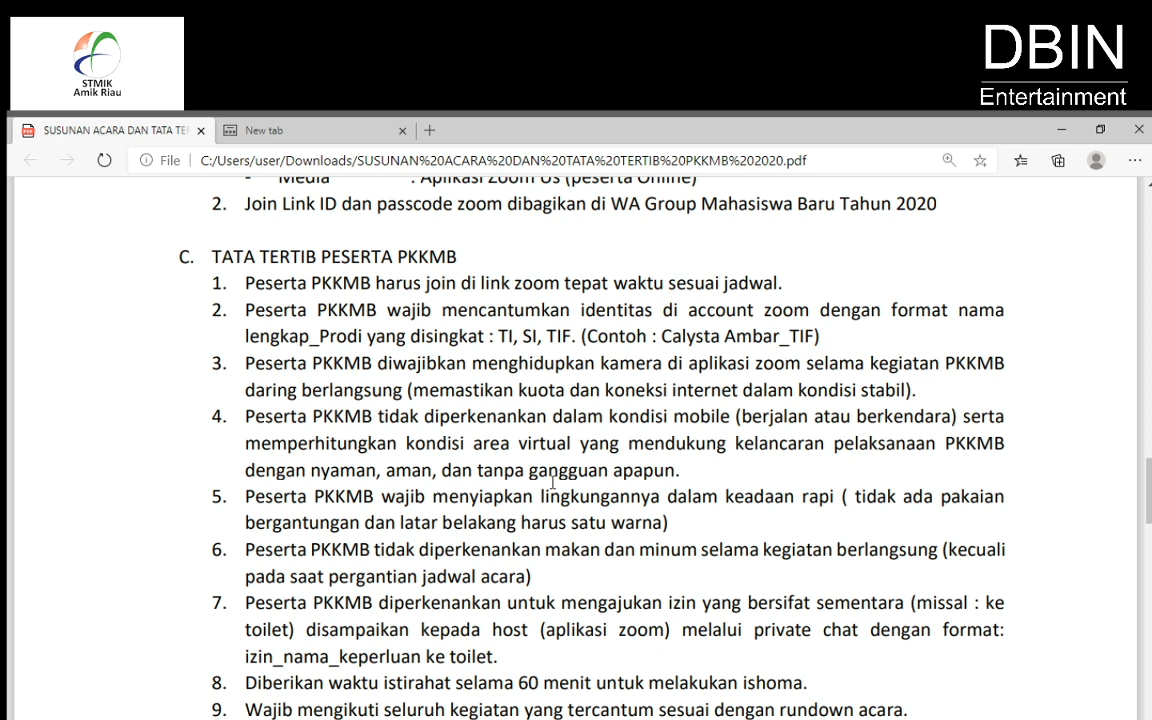 STMIK
Amik Riau
DBIN
Entertainment
SUSUNAN ACARA DAN TATA TEF
New tab
File
C:/Users/user/Downloads/SUSUNAN%20ACARA%20DAN%20TATA%20TERTIB%20PKKMB%202020.pdf
- Media : Aplikasi Zoom Us (peserta Online)
2. Join Link ID dan passcode zoom dibagikan di WA Group Mahasiswa Baru Tahun 2020
C. TATA TERTIB PESERTA PKKMB
1. Peserta PKKMB harus join di link zoom tepat waktu sesuai jadwal.
2. Peserta PKKMB wajib mencantumkan identitas di account zoom dengan format nama
lengkap_Prodi yang disingkat : TI, SI, TIF. (Contoh : Calysta Ambar_TIF)
3. Peserta PKKMB diwajibkan menghidupkan kamera di aplikasi zoom selama kegiatan PKKMB
daring berlangsung (memastikan kuota dan koneksi internet dalam kondisi stabil).
4. Peserta PKKMB tidak diperkenankan dalam kondisi mobile (berjalan atau berkendara) serta
memperhitungkan kondisi area virtual yang mendukung kelancaran pelaksanaan PKKMB
dengan nyaman, aman, dan tanpa gangguan apapun.
5. Peserta PKKMB wajib menyiapkan lingkungannya dalam keadaan rapi ( tidak ada pakaian
bergantungan dan latar belakang harus satu warna)
6. Peserta PKKMB tidak diperkenankan makan dan minum selama kegiatan berlangsung (kecuali
pada saat pergantian jadwal acara)
7. Peserta PKKMB diperkenankan untuk mengajukan izin yang bersifat sementara (missal : ke
toilet) disampaikan kepada host (aplikasi zoom) melalui private chat dengan format:
izin_nama_keperluan ke toilet.
8. Diberikan waktu istirahat selama 60 menit untuk melakukan ishoma.
9. Wajib mengikuti seluruh kegiatan yang tercantum sesuai dengan rundown acara.